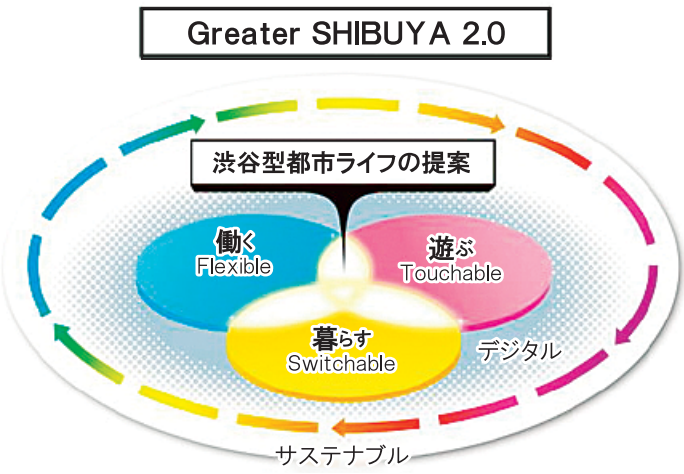 Greater SHIBUYA 2.0
渋谷型都市ライフの提案
働く
Flexible
遊ぶ
Touchable
暮らす
Switchable
デジタル
サステナブル